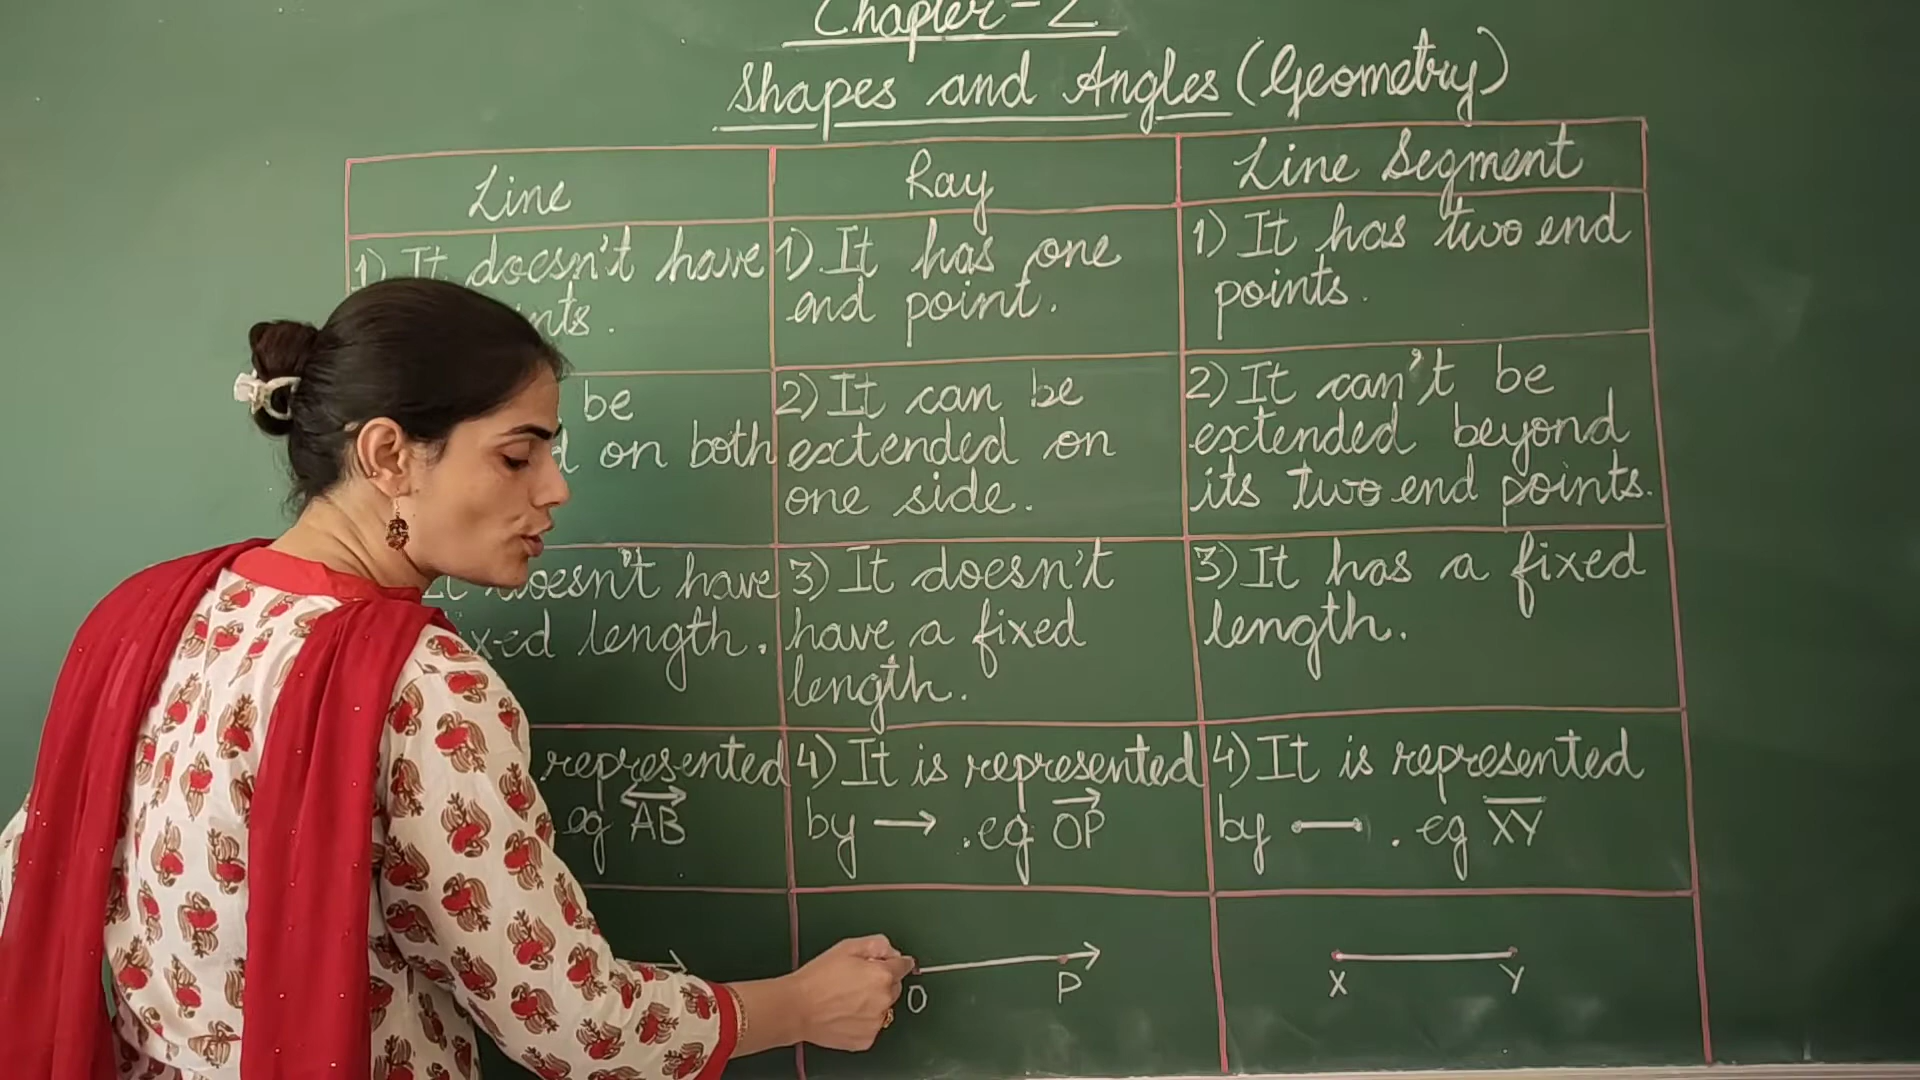 Chapter-2
Shapes and Angles (Geometry)
Line
1) It doesn't have
.
be
on both
doesn't have
length.
represented
eg AB
Ray
1) It has one
end point.
2) It can be
extended on
one side.
3) It doesn't
have a fixed
length.
4) It is represented
by → . eg OP
O P
Line Segment
1) It has two end
points.
2) It can't be
extended beyond
its two end points.
3) It has a fixed
length.
4) It is represented
by — . eg XY
X Y